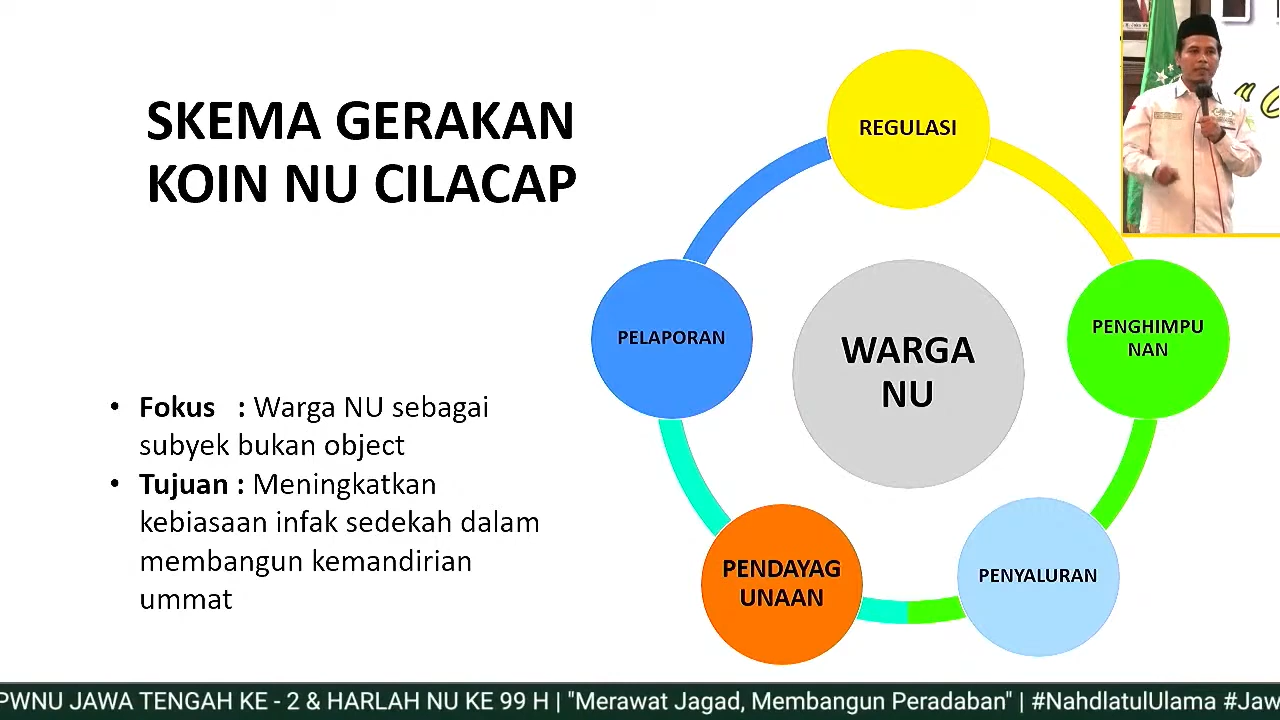 SKEMA GERAKAN
KOIN NU CILACAP
• Fokus : Warga NU sebagai
subyek bukan object
• Tujuan : Meningkatkan
kebiasaan infak sedekah dalam
membangun kemandirian
ummat
REGULASI
PENGHIMPU
NAN
PENYALURAN
PENDAYAG
UNAAN
PELAPORAN
WARGA
NU
PWNU JAWA TENGAH KE - 2 & HARLAH NU KE 99 H | "Merawat Jagad, Membangun Peradaban" | #NahdlatulUlama #Jaw